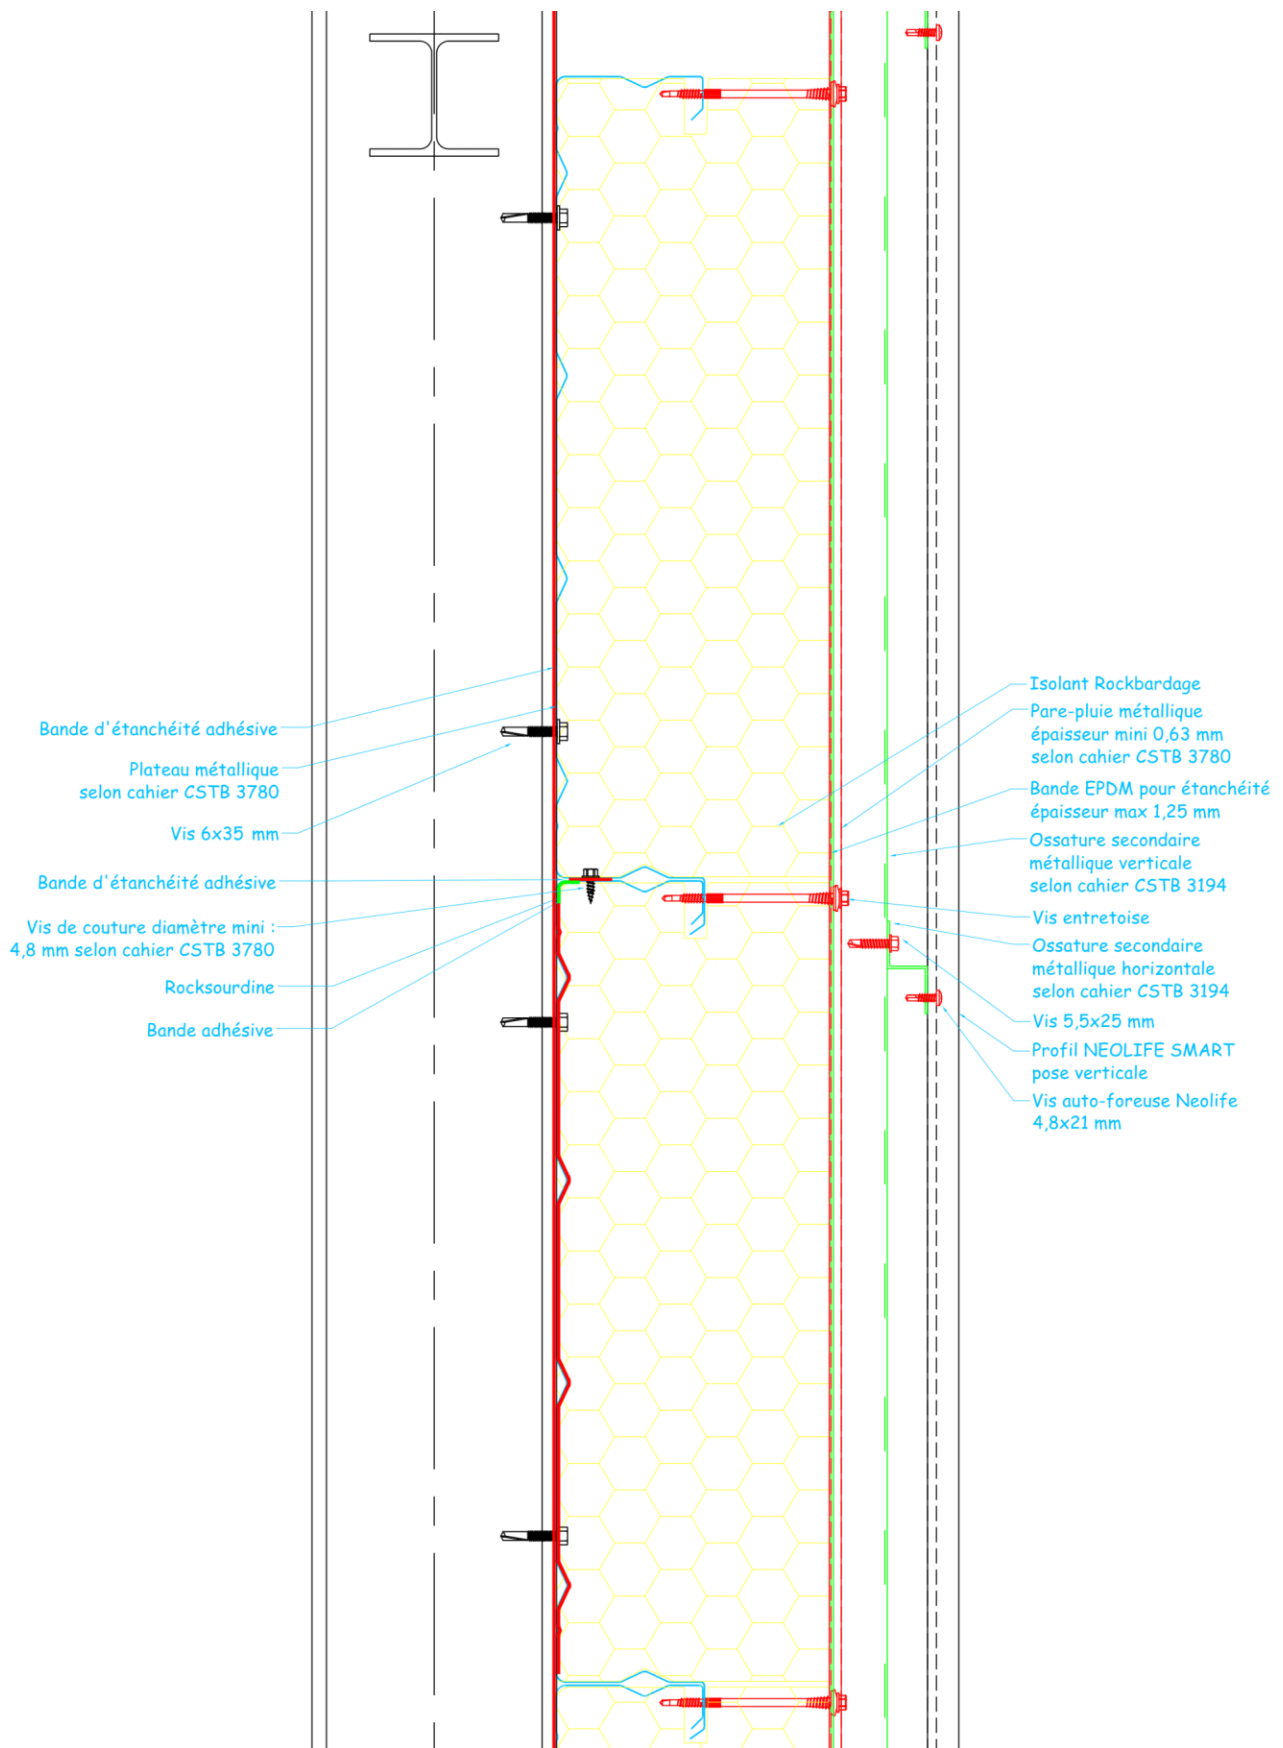 Bande d'étanchéité adhésive
Plateau métallique
selon cahier CSTB 3780
Vis 6x35 mm
Bande d'étanchéité adhésive
Vis de couture diamètre mini :
4,8 mm selon cahier CSTB 3780
Rocksourdine
Bande adhésive
Isolant Rockbardage
Pare-pluie métallique
épaisseur mini 0,63 mm
selon cahier CSTB 3780
Bande EPDM pour étanchéité
épaisseur max 1,25 mm
Ossature secondaire
métallique verticale
selon cahier CSTB 3194
Vis entretoise
Ossature secondaire
métallique horizontale
selon cahier CSTB 3194
Vis 5,5x25 mm
Profil NEOLIFE SMART
pose verticale
Vis auto-foreuse Neolife
4,8x21 mm